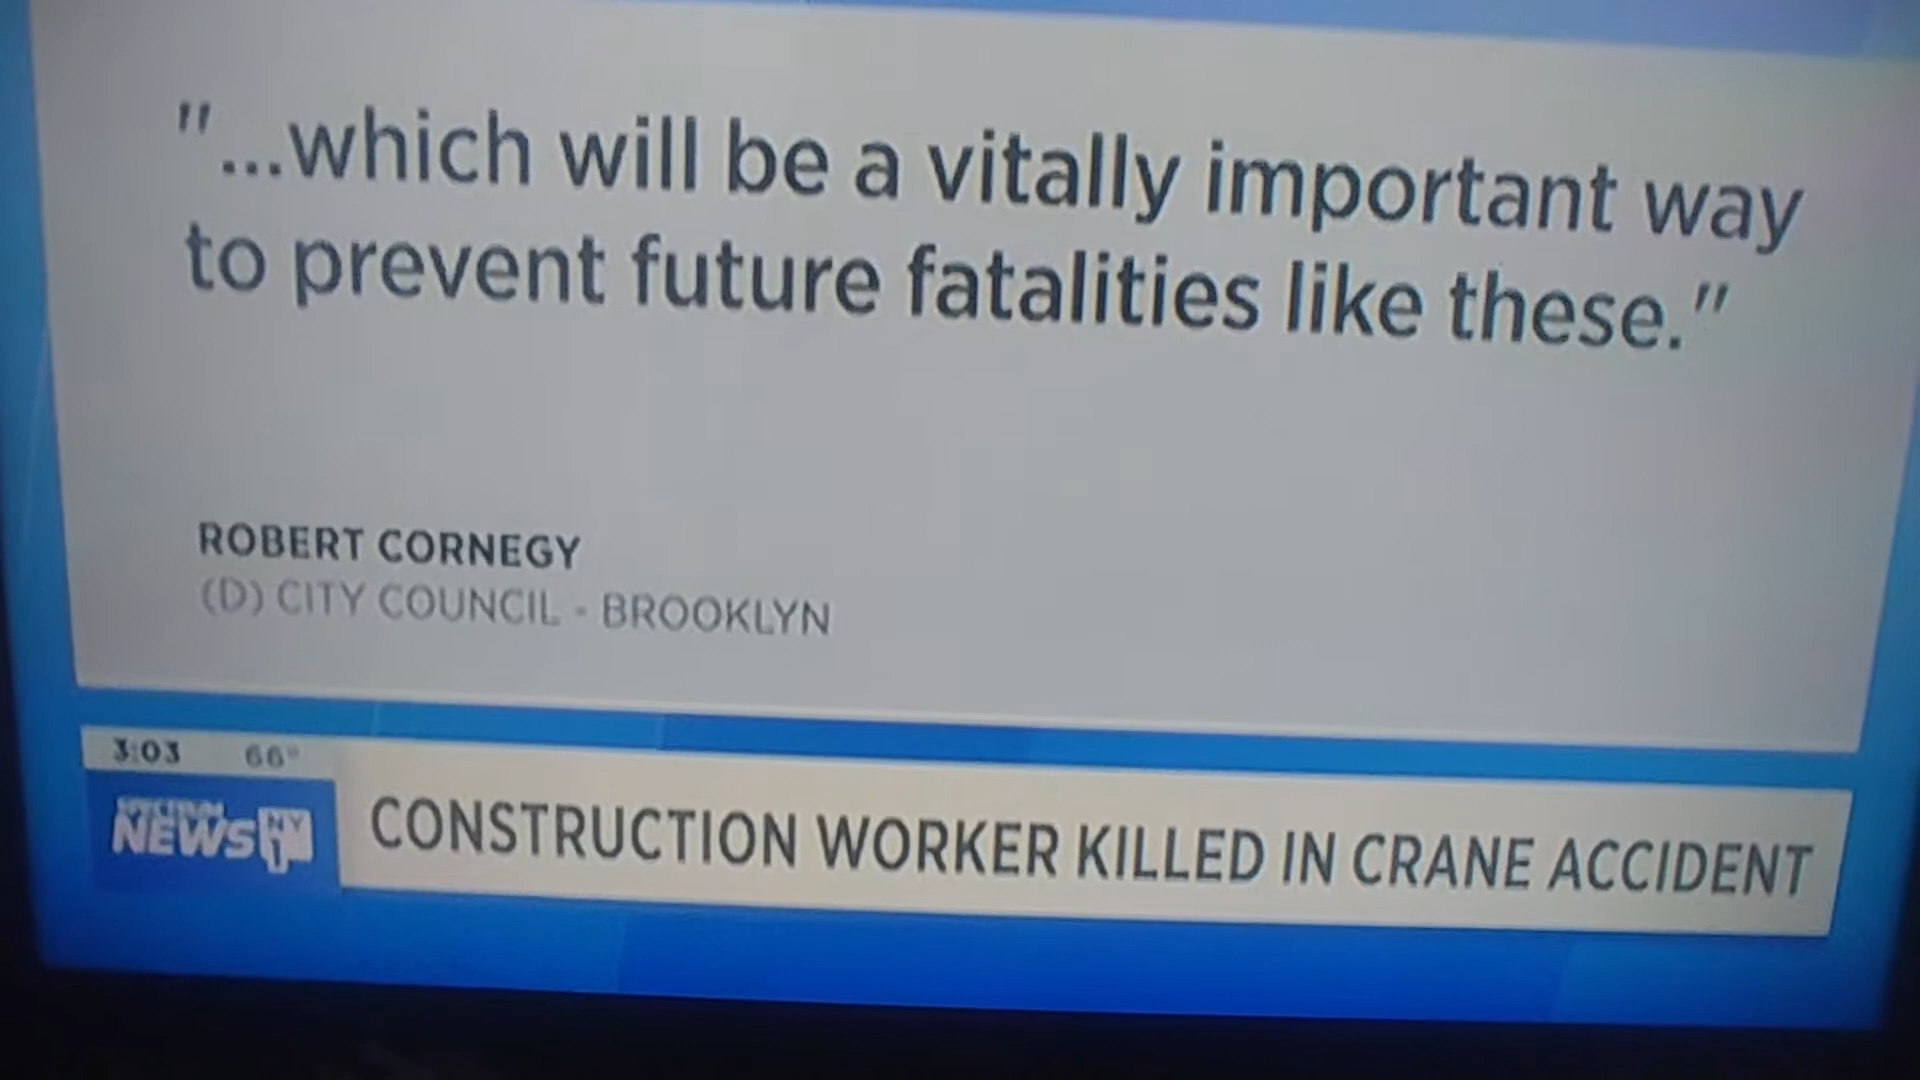 "...which will be a vitally important way
to prevent future fatalities like these."
ROBERT CORNEGY
(D) CITY COUNCIL - BROOKLYN
3:03 66°
SPECTRUM
NEWS NY
1
CONSTRUCTION WORKER KILLED IN CRANE ACCIDENT